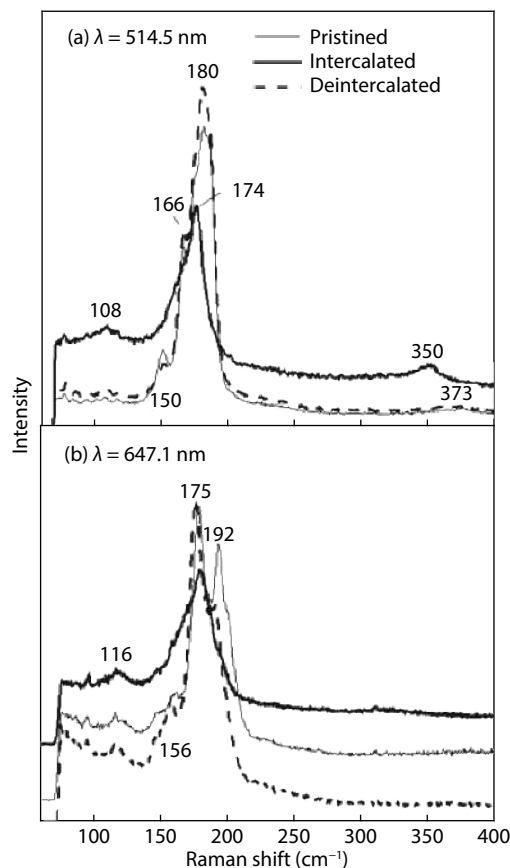 (a) λ = 514.5 nm
Pristined
Intercalated
Deintercalated
180
166
174
108
150
350
373
Intensity
(b) λ = 647.1 nm
175
192
116
156
100 150 200 250 300 350 400
Raman shift (cm⁻¹)